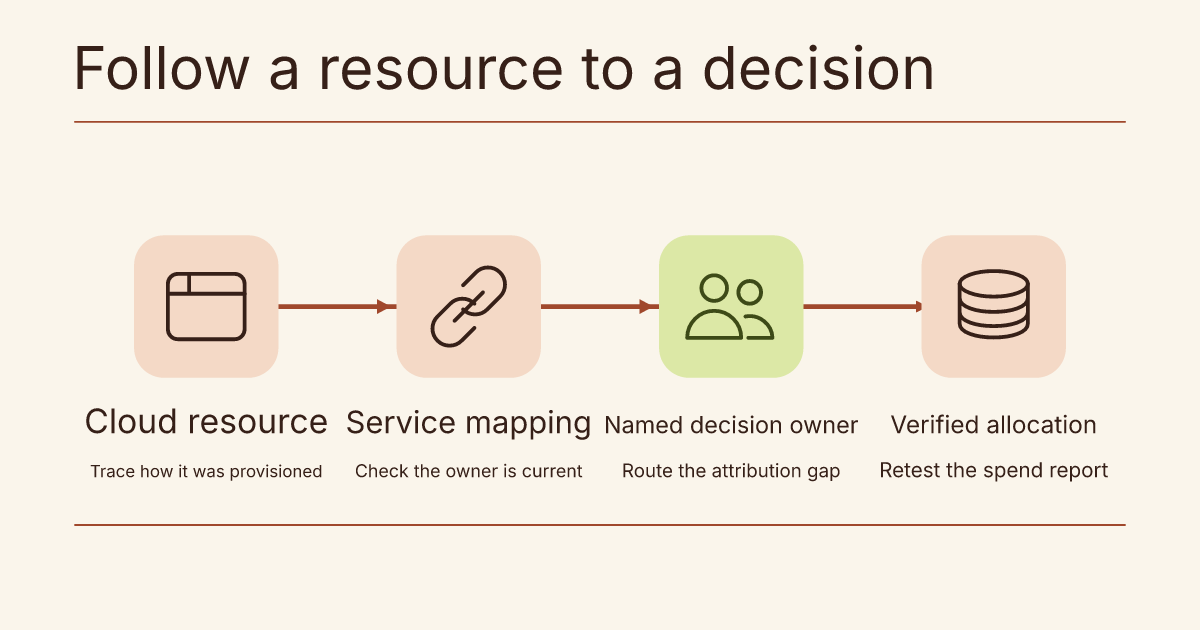 Follow a resource to a decision
Cloud resource
Service mapping
Named decision owner
Verified allocation
Trace how it was provisioned
Check the owner is current
Route the attribution gap
Retest the spend report